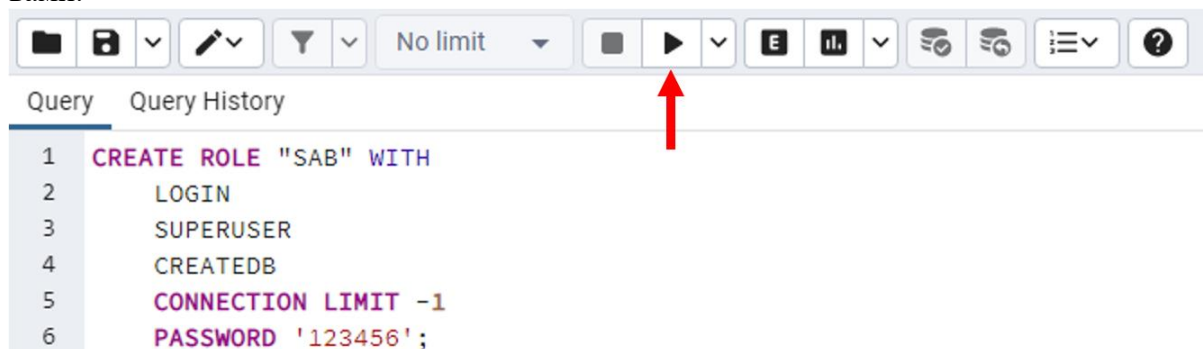 No limit
E
Query Query History
1 CREATE ROLE "SAB" WITH
2 LOGIN
3 SUPERUSER
4 CREATEDB
5 CONNECTION LIMIT -1
6 PASSWORD '123456';